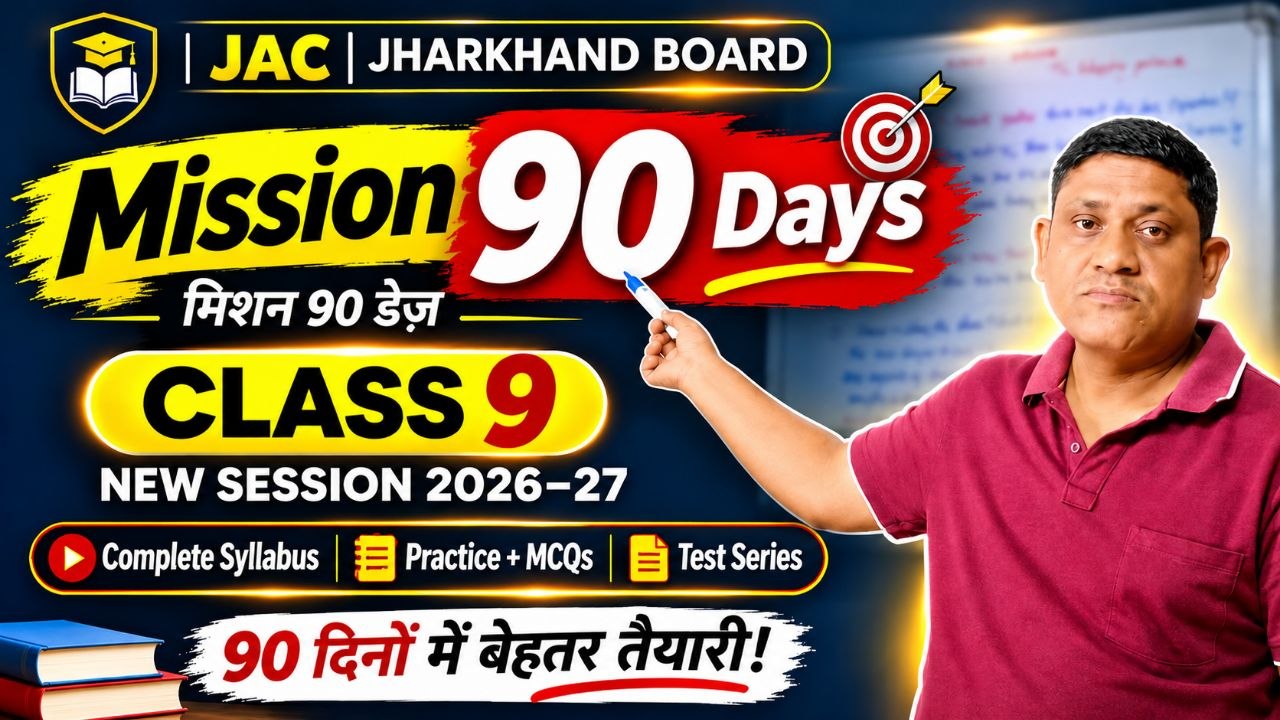 JAC | JHARKHAND BOARD
Mission 90 Days
मिशन 90 डेज़
CLASS 9
NEW SESSION 2026–27
Complete Syllabus | Practice + MCQs | Test Series
90 दिनों में बेहतर तैयारी!